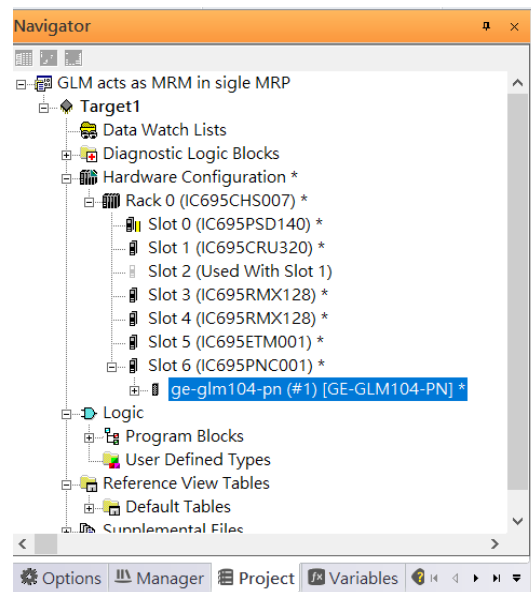 Navigator
GLM acts as MRM in sigle MRP
Target1
Data Watch Lists
Diagnostic Logic Blocks
Hardware Configuration *
Rack 0 (IC695CHS007) *
Slot 0 (IC695PSD140) *
Slot 1 (IC695CRU320) *
Slot 2 (Used With Slot 1)
Slot 3 (IC695RMX128) *
Slot 4 (IC695RMX128) *
Slot 5 (IC695ETM001) *
Slot 6 (IC695PNC001) *
ge-glm104-pn (#1) [GE-GLM104-PN] *
Logic
Program Blocks
User Defined Types
Reference View Tables
Default Tables
Supplemental Files
Options Manager Project Variables